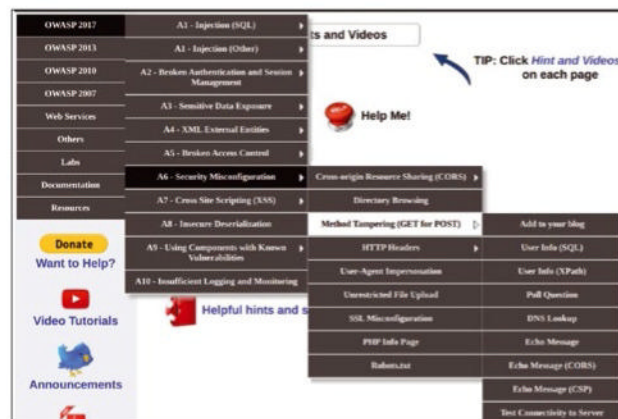 OWASP 2017
OWASP 2013
OWASP 2010
OWASP 2007
Web Services
Others
Labs
Documentation
Resources
A1 - Injection (SQL)
A1 - Injection (Other)
A2 - Broken Authentication and Session
Management
A3 - Sensitive Data Exposure
A4 - XML External Entities
A5 - Broken Access Control
A6 - Security Misconfiguration
A7 - Cross Site Scripting (XSS)
A8 - Insecure Deserialization
A9 - Using Components with Known
Vulnerabilities
A10 - Insufficient Logging and Monitoring
Cross-origin Resource Sharing (CORS)
Directory Browsing
Method Tampering (GET for POST)
HTTP Headers
User-Agent Impersonation
Unrestricted File Upload
SSL Misconfiguration
PHP Info Page
Robots.txt
Add to your blog
User Info (SQL)
User Info (XPath)
Poll Question
DNS Lookup
Echo Message
Echo Message (CORS)
Echo Message (CSP)
Test Connectivity to Server
ts and Videos
TIP: Click Hint and Videos
on each page
Help Me!
Donate
Want to Help?
Video Tutorials
Announcements
Helpful hints and s